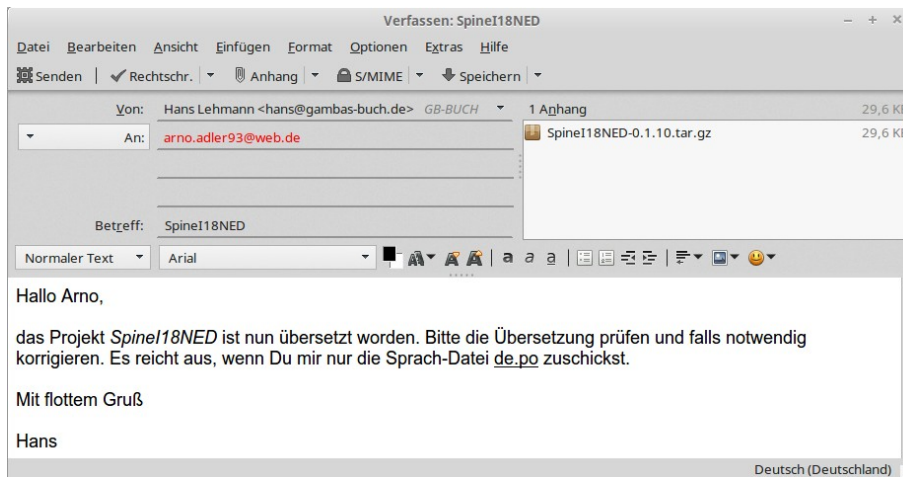 Verfassen: SpineI18NED
Datei Bearbeiten Ansicht Einfügen Format Optionen Extras Hilfe
Senden Rechtschr. Anhang S/MIME Speichern
Von: Hans Lehmann <hans@gambas-buch.de> GB-BUCH
1 Anhang 29,6 KB
An: arno.adler93@web.de
SpineI18NED-0.1.10.tar.gz 29,6 KB
Betreff: SpineI18NED
Normaler Text Arial
Hallo Arno,
das Projekt SpineI18NED ist nun übersetzt worden. Bitte die Übersetzung prüfen und falls notwendig
korrigieren. Es reicht aus, wenn Du mir nur die Sprach-Datei de.po zuschickst.
Mit flottem Gruß
Hans
Deutsch (Deutschland)